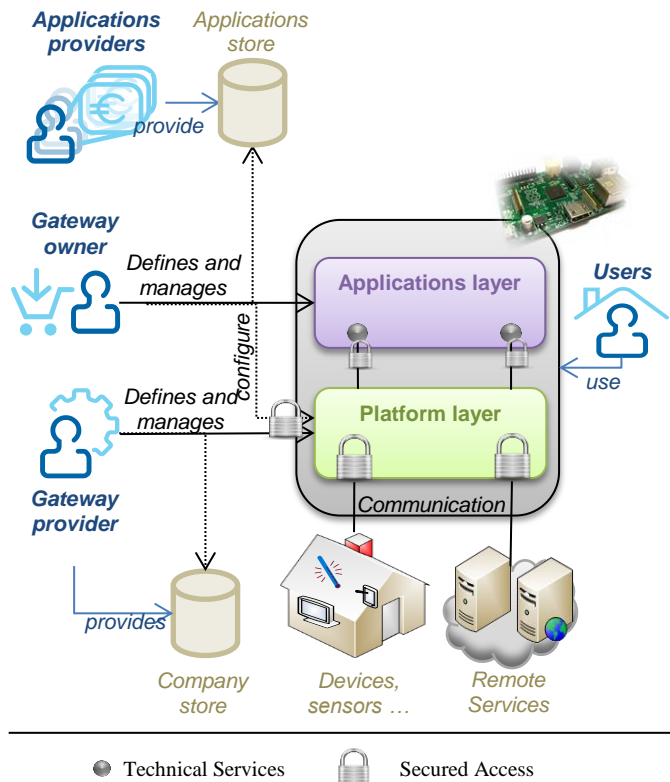 Applications
providers
Applications
store
provide
Gateway
owner
Defines and
manages
configure
Applications layer
Users
use
Defines and
manages
Platform layer
Gateway
provider
Communication
provides
Company
store
Devices,
sensors …
Remote
Services
Technical Services
Secured Access